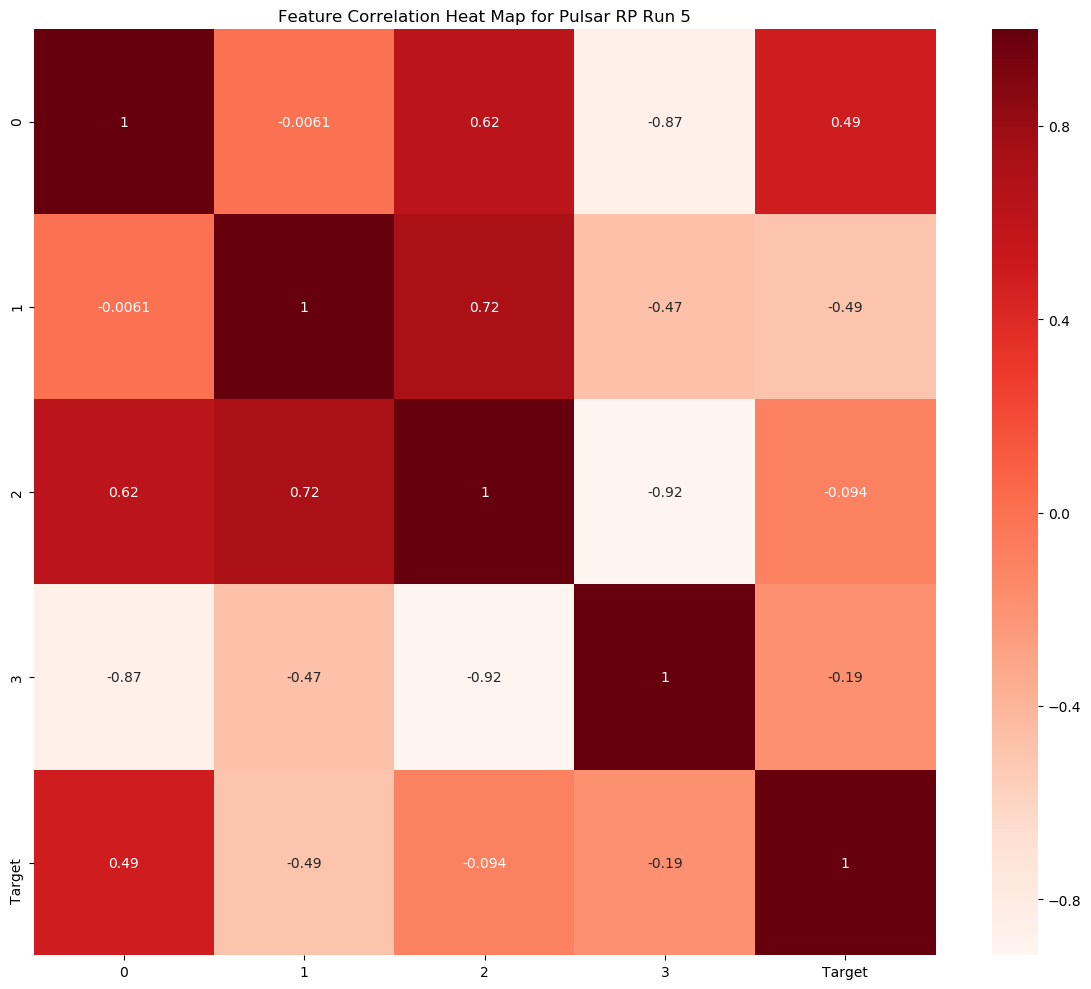 Feature Correlation Heat Map for Pulsar RP Run 5
0 1 -0.0061 0.62 -0.87 0.49
1 -0.0061 1 0.72 -0.47 -0.49
2 0.62 0.72 1 -0.92 -0.094
3 -0.87 -0.47 -0.92 1 -0.19
Target 0.49 -0.49 -0.094 -0.19 1
0 1 2 3 Target
0.8
0.4
0.0
−0.4
−0.8